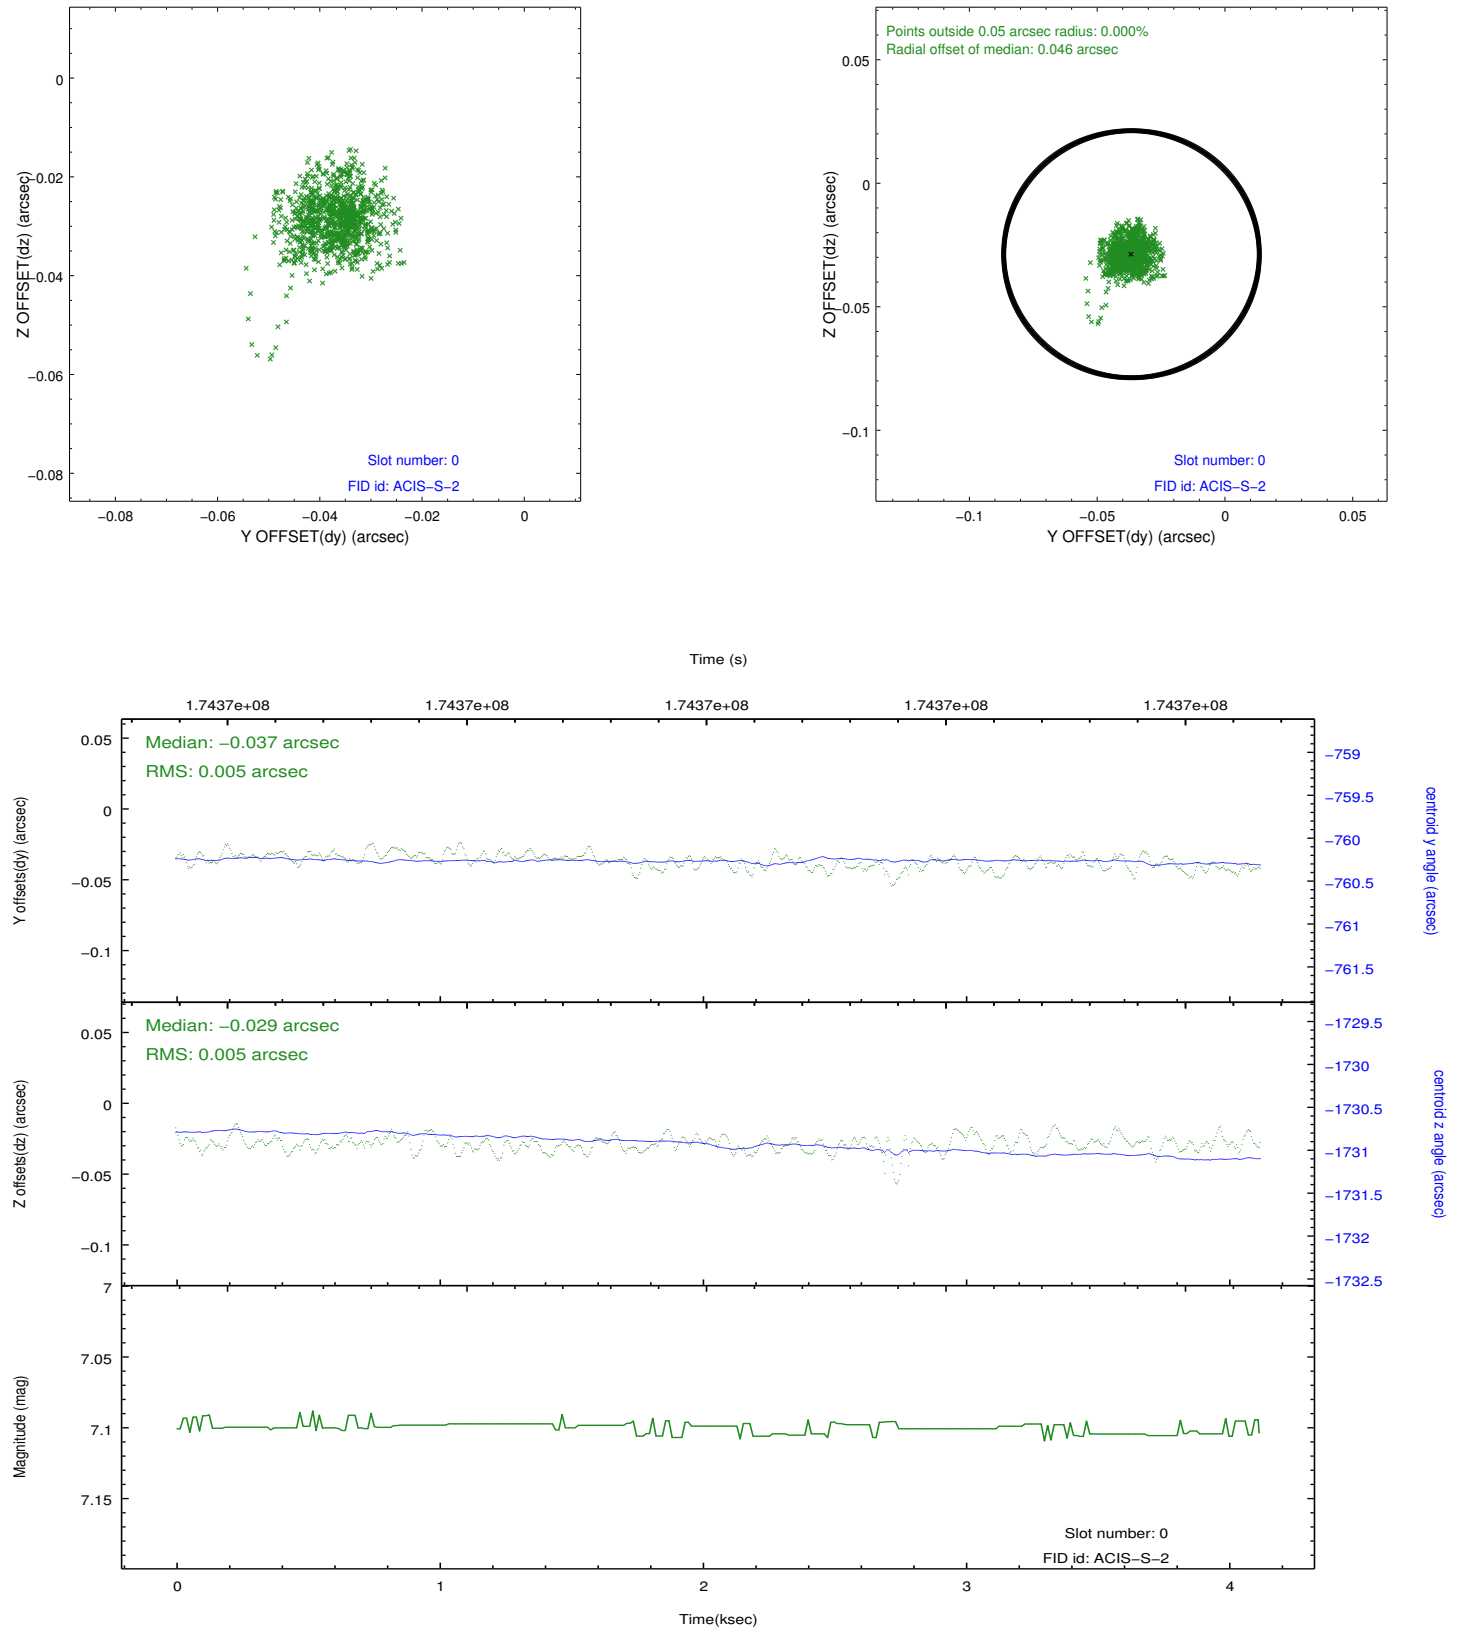 0
−0.02
−0.04
−0.06
−0.08
Z OFFSET(dz) (arcsec)
Slot number: 0
FID id: ACIS−S−2
−0.08
−0.06
−0.04
−0.02
0
Y OFFSET(dy) (arcsec)
Points outside 0.05 arcsec radius: 0.000%
Radial offset of median: 0.046 arcsec
0.05
0
−0.05
−0.1
Z OFFSET(dz) (arcsec)
Slot number: 0
FID id: ACIS−S−2
−0.1
−0.05
0
0.05
Y OFFSET(dy) (arcsec)
Time (s)
1.7437e+08
1.7437e+08
1.7437e+08
1.7437e+08
1.7437e+08
Median: −0.037 arcsec
RMS: 0.005 arcsec
0.05
0
−0.05
−0.1
Y offsets(dy) (arcsec)
−759
−759.5
−760
−760.5
−761
−761.5
centroid y angle (arcsec)
Median: −0.029 arcsec
RMS: 0.005 arcsec
0.05
0
−0.05
−0.1
Z offsets(dz) (arcsec)
−1729.5
−1730
−1730.5
−1731
−1731.5
−1732
−1732.5
centroid z angle (arcsec)
7
7.05
7.1
7.15
Magnitude (mag)
Slot number: 0
FID id: ACIS−S−2
0
1
2
3
4
Time(ksec)